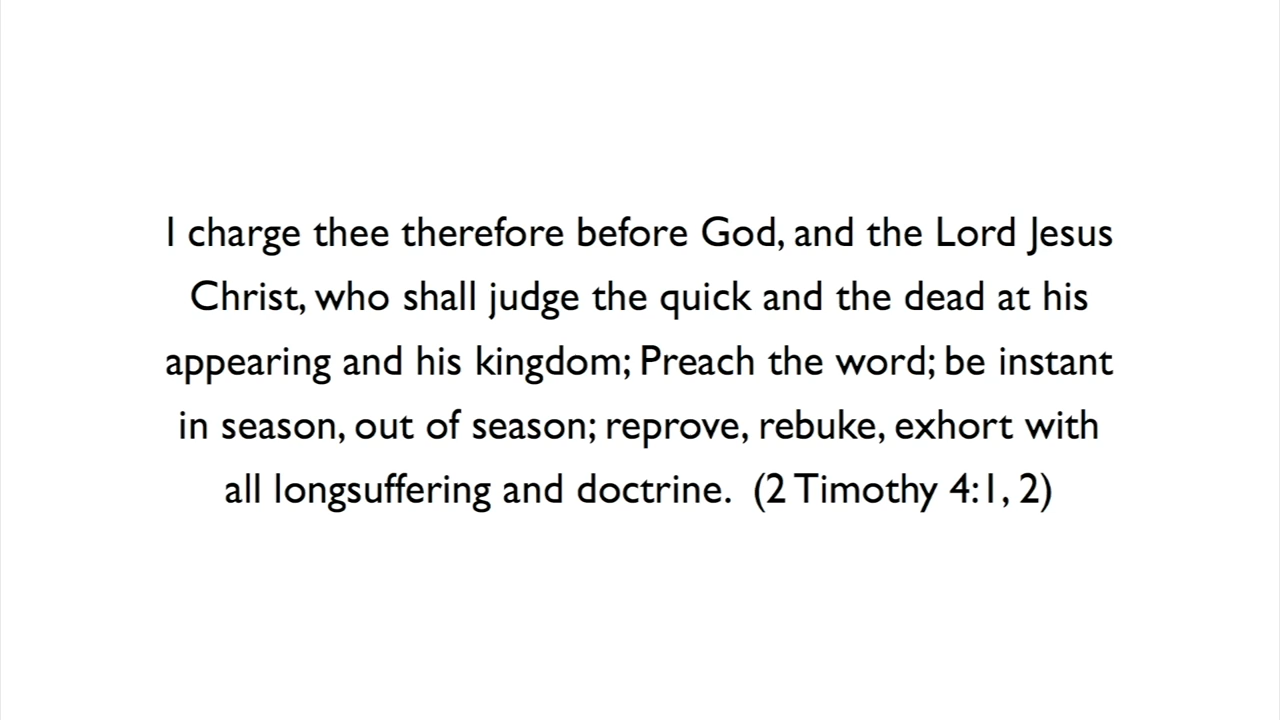 I charge thee therefore before God, and the Lord Jesus
Christ, who shall judge the quick and the dead at his
appearing and his kingdom; Preach the word; be instant
in season, out of season; reprove, rebuke, exhort with
all longsuffering and doctrine.  (2 Timothy 4:1, 2)